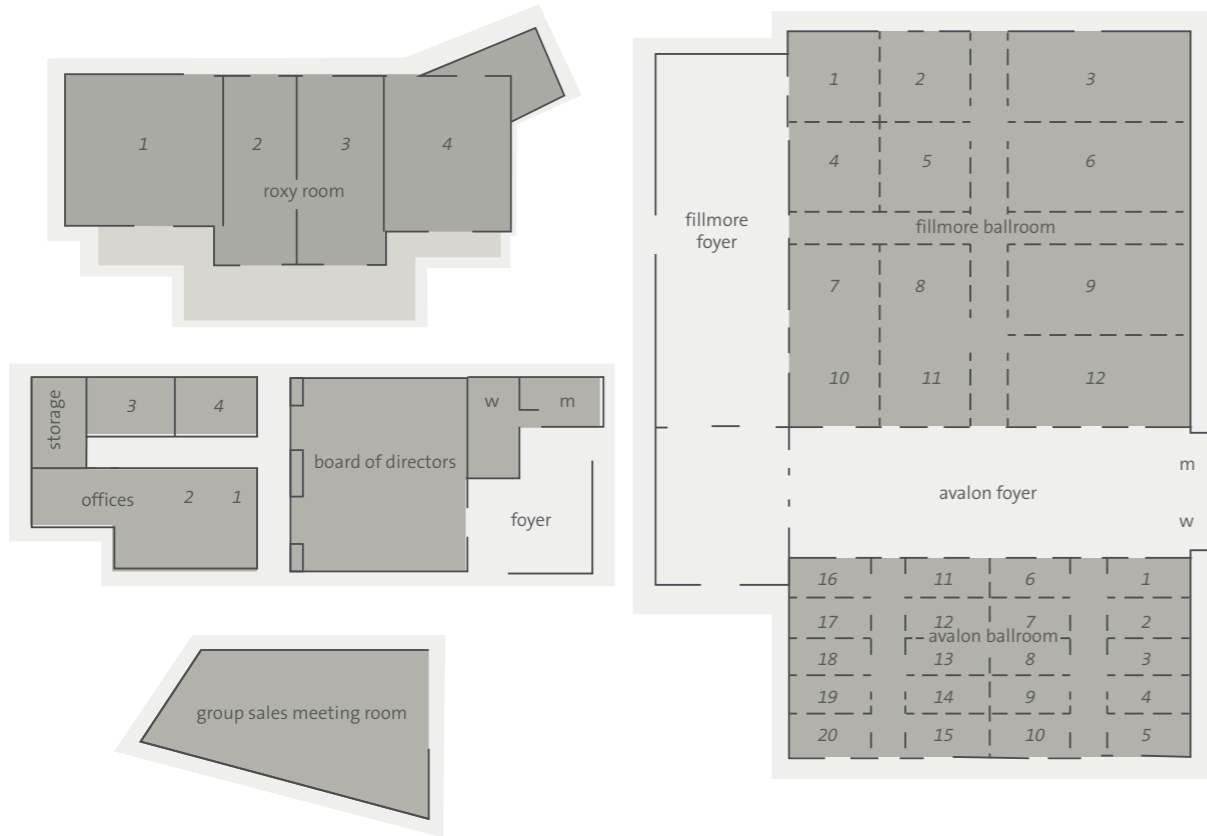 1
2
3
4
roxy room
storage
3
4
offices
2
1
board of directors
w
m
foyer
group sales meeting room
fillmore
foyer
1
2
3
4
5
6
fillmore ballroom
7
8
9
10
11
12
avalon foyer
m
w
16
11
6
1
17
12
7
2
avalon ballroom
18
13
8
3
19
14
9
4
20
15
10
5